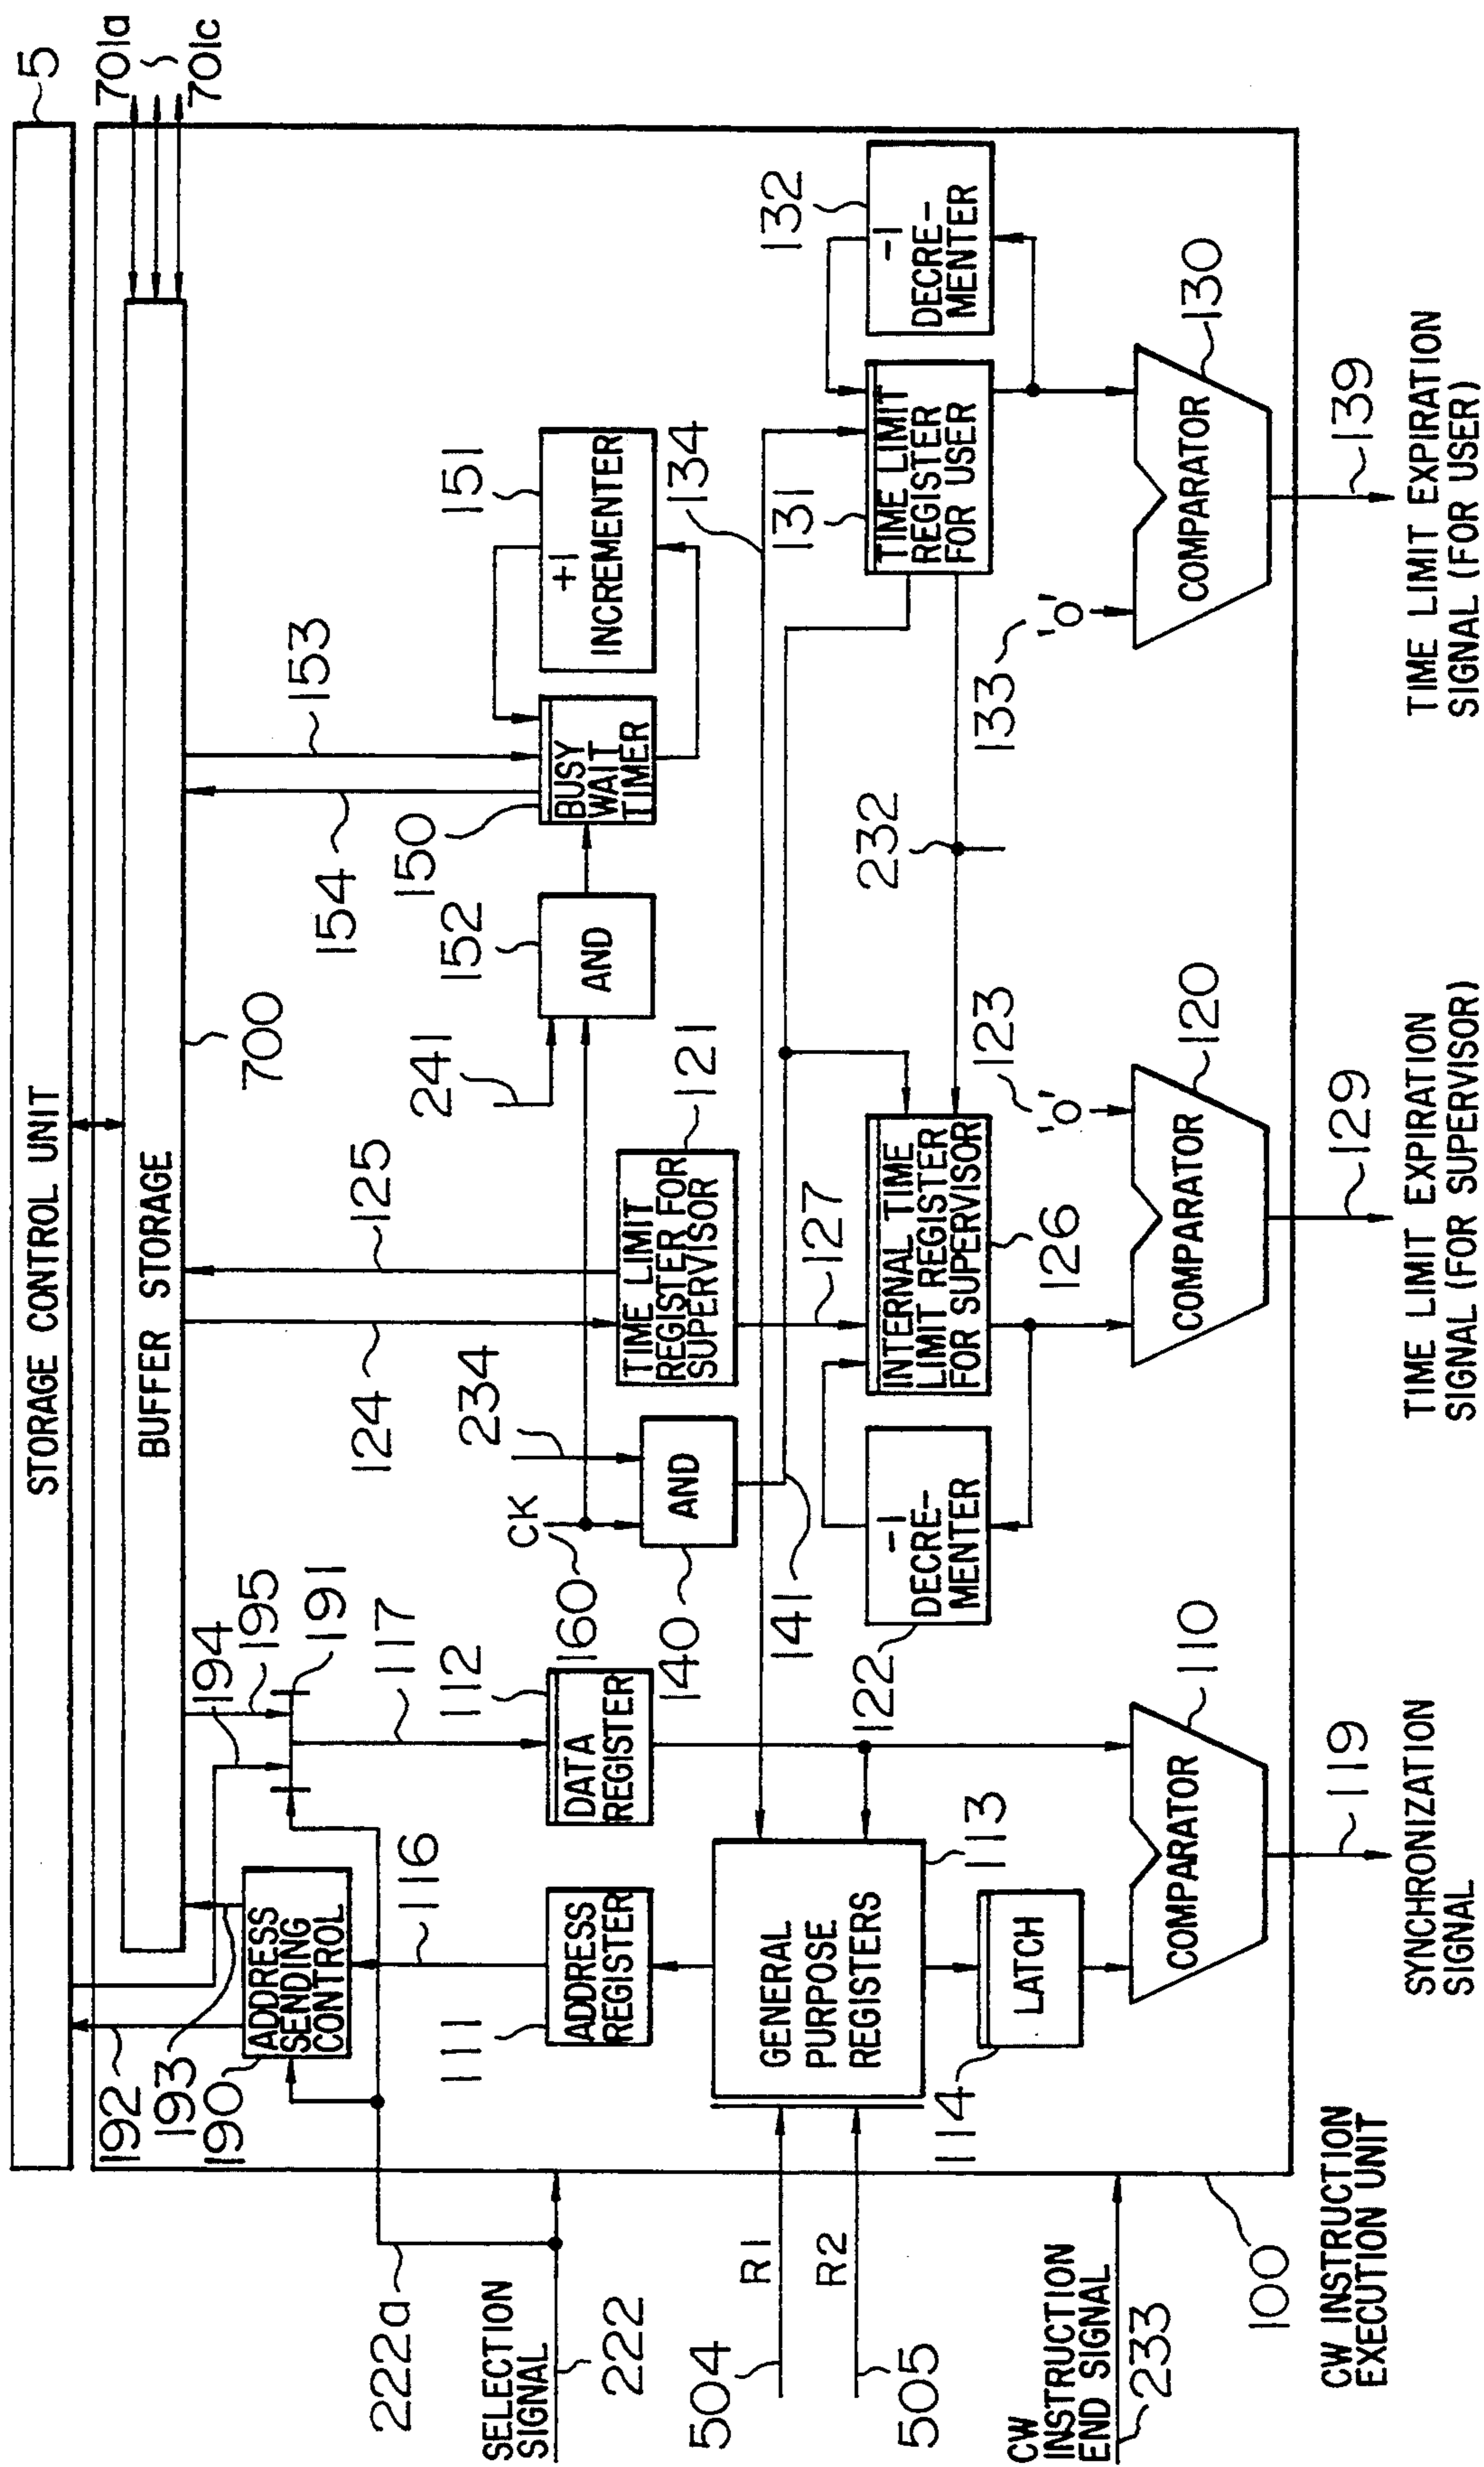 STORAGE CONTROL UNIT
5
BUFFER STORAGE
700
701a
701c
192
193
190
ADDRESS
SENDING
CONTROL
194
195
191
222a
SELECTION
SIGNAL
222
116
117
111
ADDRESS
REGISTER
112
DATA
REGISTER
124
125
154
153
CK
160
234
140
AND
141
TIME LIMIT
REGISTER FOR
SUPERVISOR
121
241
152
AND
150
BUSY
WAIT
TIMER
151
+1
INCREMENTER
134
504
R1
505
R2
GENERAL
PURPOSE
REGISTERS
113
114
LATCH
122
-1
DECRE-
MENTER
127
INTERNAL TIME
LIMIT REGISTER
FOR SUPERVISOR
126
123
'0'
232
131
TIME LIMIT
REGISTER
FOR USER
132
-1
DECRE-
MENTER
133
'0'
CW
INSTRUCTION
END SIGNAL
233
100
CW INSTRUCTION
EXECUTION UNIT
COMPARATOR
110
119
SYNCHRONIZATION
SIGNAL
COMPARATOR
120
129
TIME LIMIT EXPIRATION
SIGNAL (FOR SUPERVISOR)
COMPARATOR
130
139
TIME LIMIT EXPIRATION
SIGNAL (FOR USER)